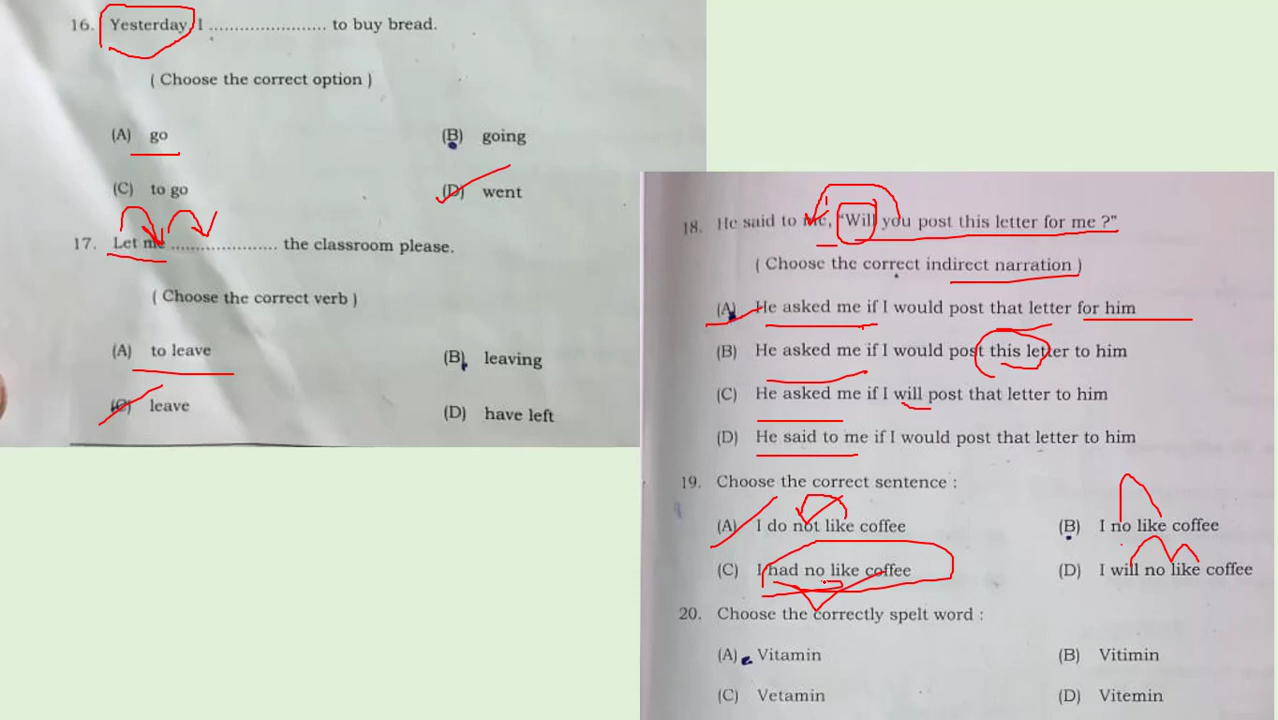 16. Yesterday, I ....................... to buy bread.
( Choose the correct option )
(A) go (B) going
(C) to go (D) went
17. Let me ..................... the classroom please.
( Choose the correct verb )
(A) to leave (B) leaving
(C) leave (D) have left
18. He said to me, "Will you post this letter for me ?"
( Choose the correct indirect narration )
(A) He asked me if I would post that letter for him
(B) He asked me if I would post this letter to him
(C) He asked me if I will post that letter to him
(D) He said to me if I would post that letter to him
19. Choose the correct sentence :
(A) I do not like coffee (B) I no like coffee
(C) I had no like coffee (D) I will no like coffee
20. Choose the correctly spelt word :
(A) Vitamin (B) Vitimin
(C) Vetamin (D) Vitemin